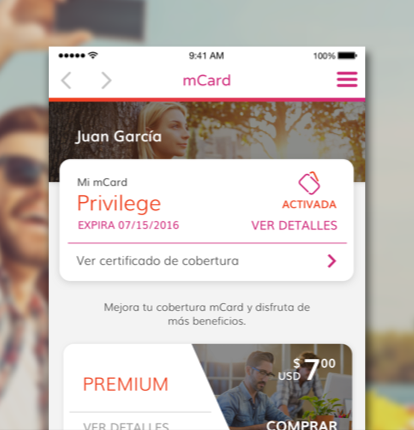 9:41 AM
100%
mCard
Juan García
Mi mCard
Privilege
ACTIVADA
EXPIRA 07/15/2016
VER DETALLES
Ver certificado de cobertura
Mejora tu cobertura mCard y disfruta de
más beneficios.
$ 7 00
USD
PREMIUM
VER DETALLES
COMPRAR